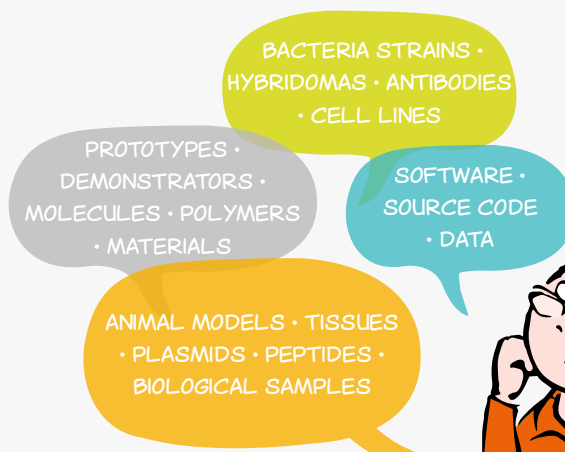 BACTERIA STRAINS •
HYBRIDOMAS • ANTIBODIES
• CELL LINES
PROTOTYPES •
DEMONSTRATORS •
MOLECULES • POLYMERS
• MATERIALS
SOFTWARE •
SOURCE CODE
• DATA
ANIMAL MODELS • TISSUES
• PLASMIDS • PEPTIDES •
BIOLOGICAL SAMPLES